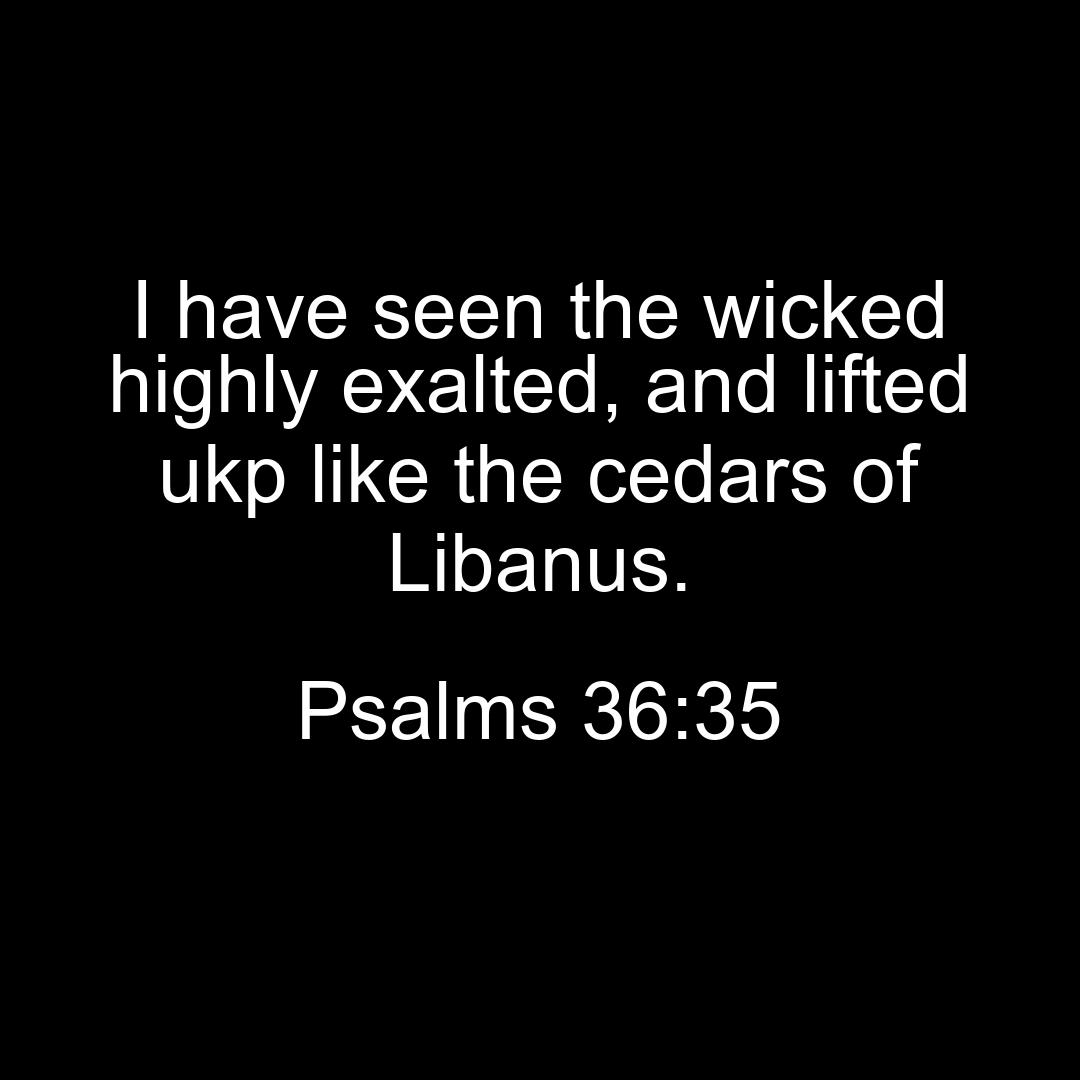 I have seen the wicked
highly exalted, and lifted
ukp like the cedars of
Libanus.
Psalms 36:35